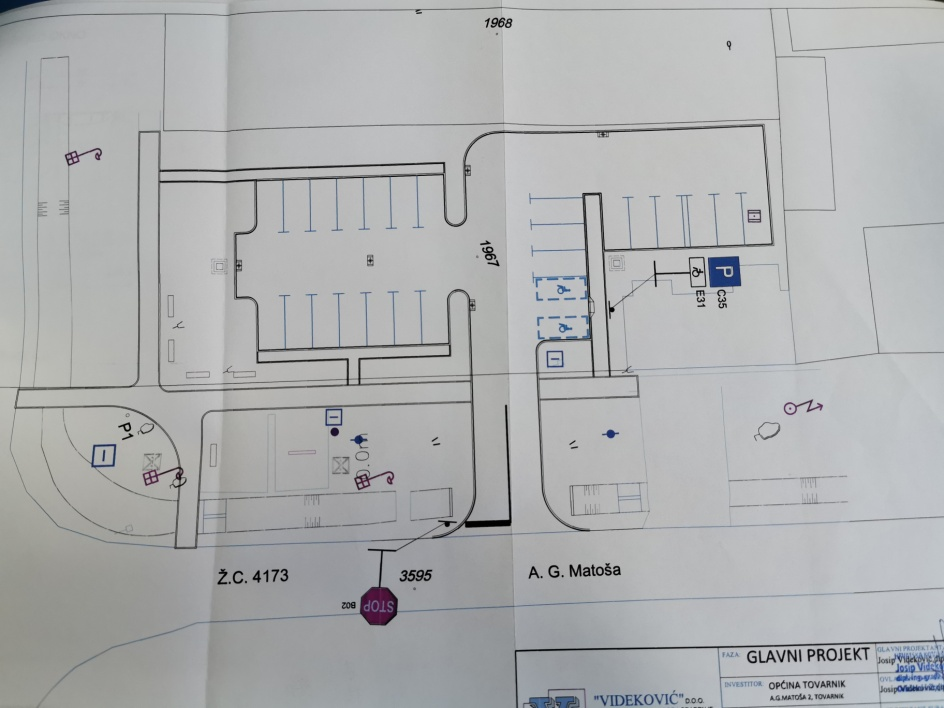 1968
1967
P
C35
E31
P1
N
Ž.C. 4173
3595
A. G. Matoša
STOP
B02
FAZA: GLAVNI PROJEKT
INVESTITOR: OPĆINA TOVARNIK
A.G.MATOŠA 2, TOVARNIK
"VIDEKOVIĆ" D.O.O.
GLAVNI PROJEKTANT
Josip Videković